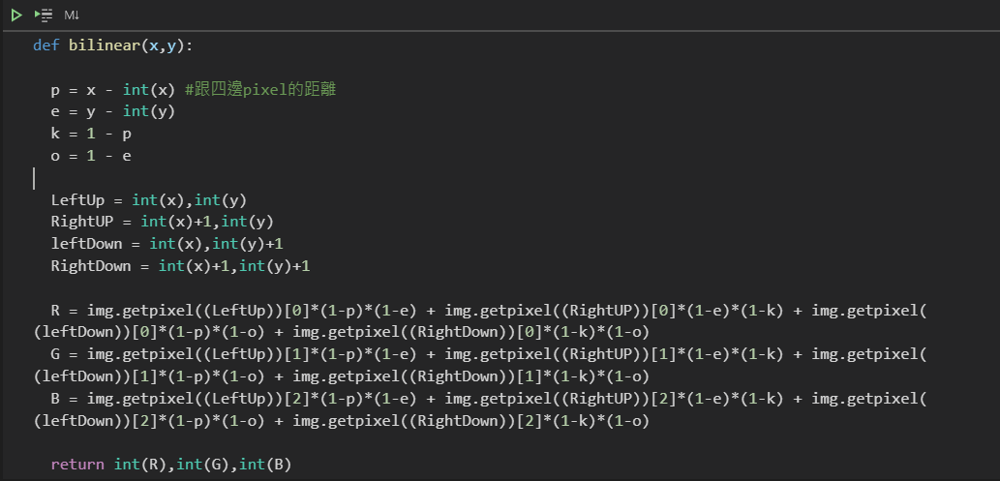 M↓
def bilinear(x,y):
p = x - int(x) #跟四邊pixel的距離
e = y - int(y)
k = 1 - p
o = 1 - e
LeftUp = int(x),int(y)
RightUP = int(x)+1,int(y)
leftDown = int(x),int(y)+1
RightDown = int(x)+1,int(y)+1
R = img.getpixel((LeftUp))[0]*(1-p)*(1-e) + img.getpixel((RightUP))[0]*(1-e)*(1-k) + img.getpixel(
(leftDown))[0]*(1-p)*(1-o) + img.getpixel((RightDown))[0]*(1-k)*(1-o)
G = img.getpixel((LeftUp))[1]*(1-p)*(1-e) + img.getpixel((RightUP))[1]*(1-e)*(1-k) + img.getpixel(
(leftDown))[1]*(1-p)*(1-o) + img.getpixel((RightDown))[1]*(1-k)*(1-o)
B = img.getpixel((LeftUp))[2]*(1-p)*(1-e) + img.getpixel((RightUP))[2]*(1-e)*(1-k) + img.getpixel(
(leftDown))[2]*(1-p)*(1-o) + img.getpixel((RightDown))[2]*(1-k)*(1-o)
return int(R),int(G),int(B)